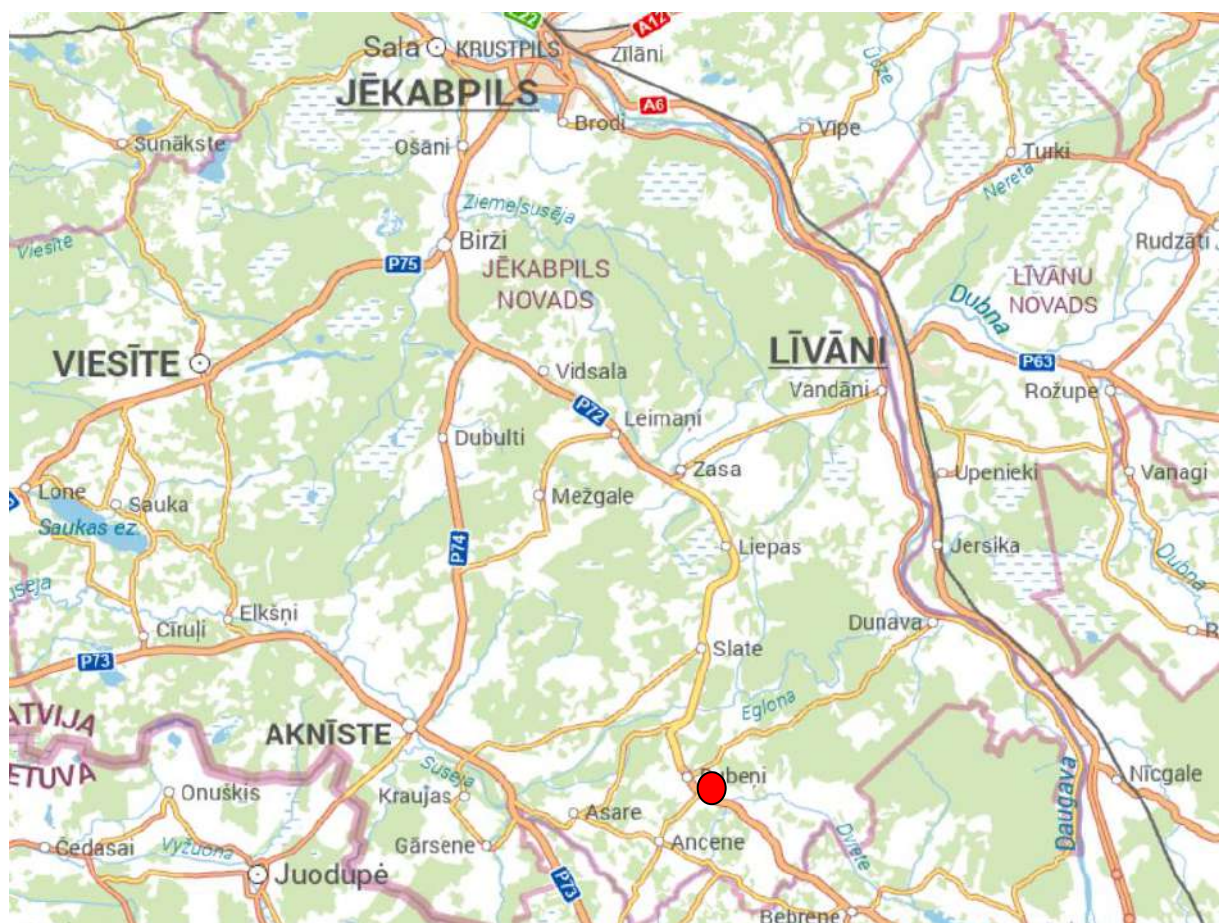 P22
A12
Sala
KRUSTPILS
Zīlāni
JĒKABPILS
A6
Brodi
Vīpe
Sunākste
Ošāni
Turki
Nereta
Ziemeļsusēja
Viesīte
Birži
Rudzāti
P75
JĒKABPILS
NOVADS
LĪVĀNU
NOVADS
Dubna
VIESĪTE
LĪVĀNI
P63
Vidsala
Vandāni
Rožupe
P72
Leimaņi
Dubulti
Zasa
Upenieki
Vanagi
Lone
Sauka
Mežgale
Saukas ez.
P74
Liepas
Jersika
Dubna
Elkšņi
Cīruļi
Dunava
P73
Slate
Eglona
AKNĪSTE
Susēja
Nīcgale
Onuškis
Kraujas
Asare
Daugava
Čedasai
Vyžuona
Gārsene
Ancene
Dviete
Juodupė
P73
Bebrene